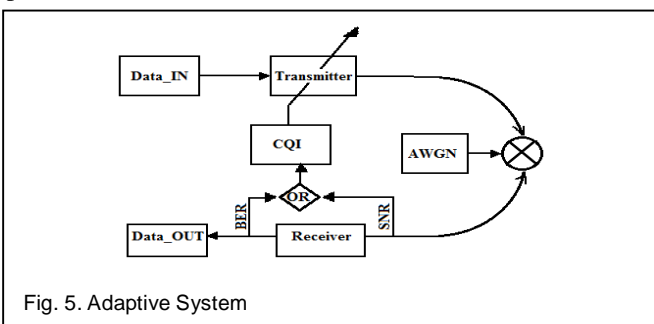 Data_IN
Transmitter
CQI
AWGN
OR
BER
SNR
Data_OUT
Receiver
Fig. 5. Adaptive System